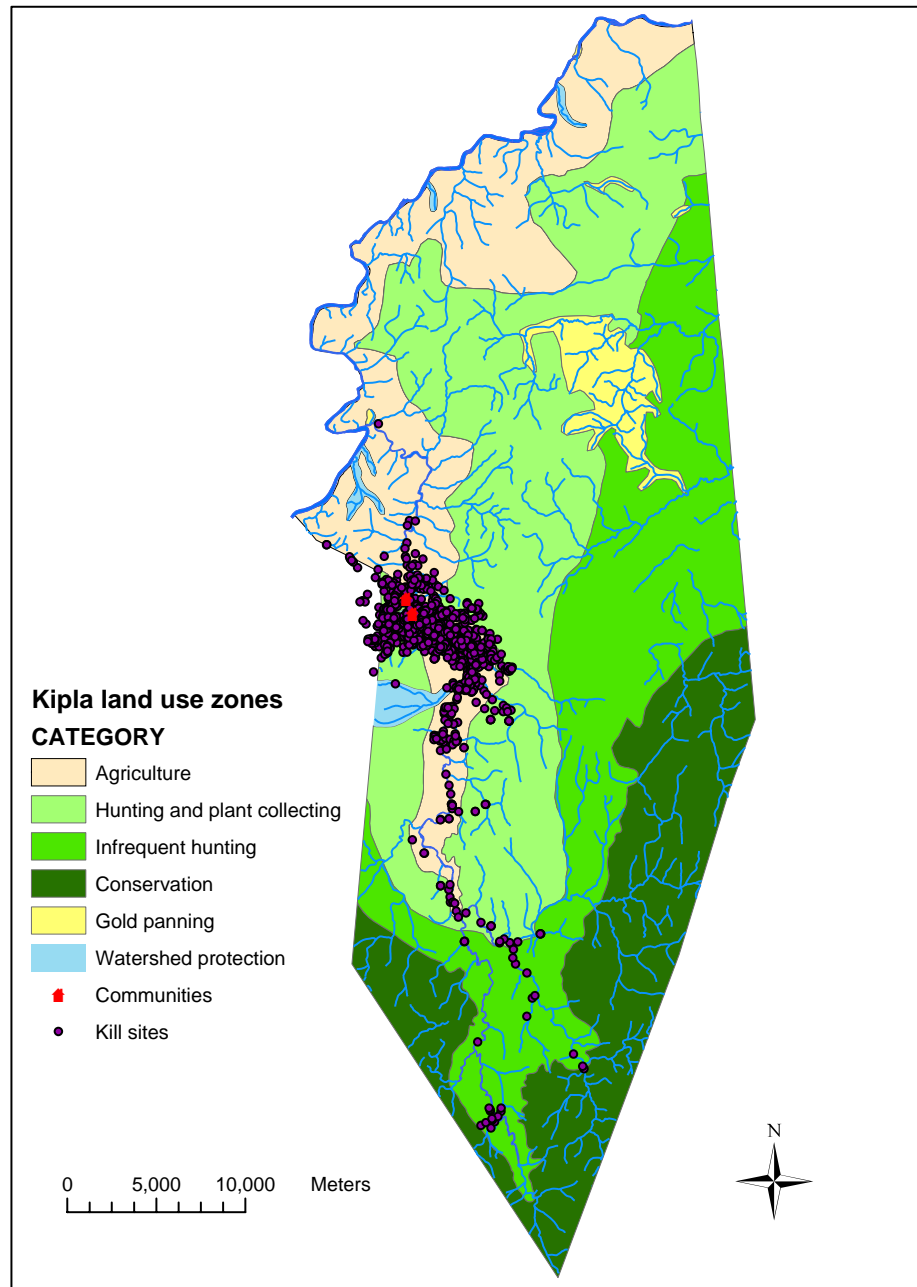 Kipla land use zones
CATEGORY
Agriculture
Hunting and plant collecting
Infrequent hunting
Conservation
Gold panning
Watershed protection
Communities
Kill sites
0 5,000 10,000 Meters
N